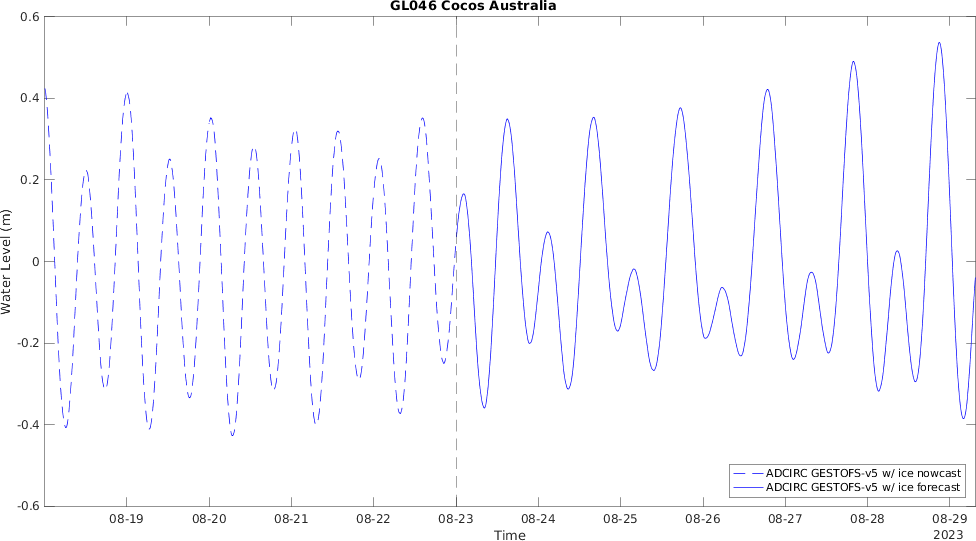 GL046 Cocos Australia
0.6
0.4
0.2
0
-0.2
-0.4
-0.6
Water Level (m)
ADCIRC GESTOFS-v5 w/ ice nowcast
ADCIRC GESTOFS-v5 w/ ice forecast
08-19 08-20 08-21 08-22 08-23 08-24 08-25 08-26 08-27 08-28 08-29
2023
Time